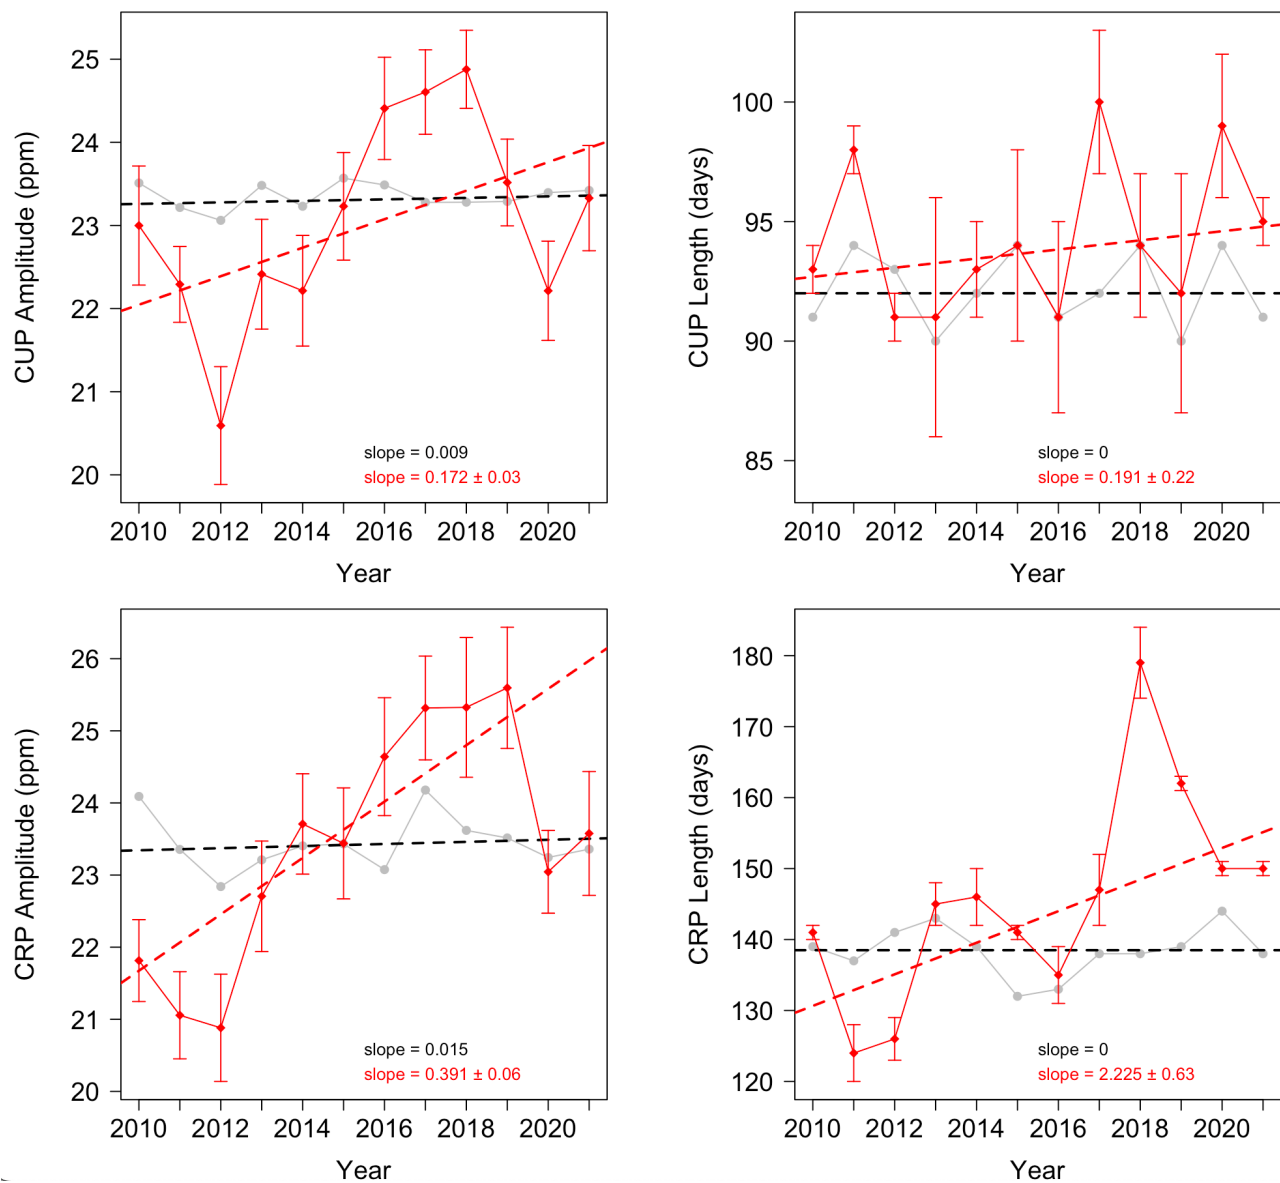 CUP Amplitude (ppm)
25
24
23
22
21
20
slope = 0.009
slope = 0.172 ± 0.03
2010 2012 2014 2016 2018 2020
Year
CUP Length (days)
100
95
90
85
slope = 0
slope = 0.191 ± 0.22
2010 2012 2014 2016 2018 2020
Year
CRP Amplitude (ppm)
26
25
24
23
22
21
20
slope = 0.015
slope = 0.391 ± 0.06
2010 2012 2014 2016 2018 2020
Year
CRP Length (days)
180
170
160
150
140
130
120
slope = 0
slope = 2.225 ± 0.63
2010 2012 2014 2016 2018 2020
Year